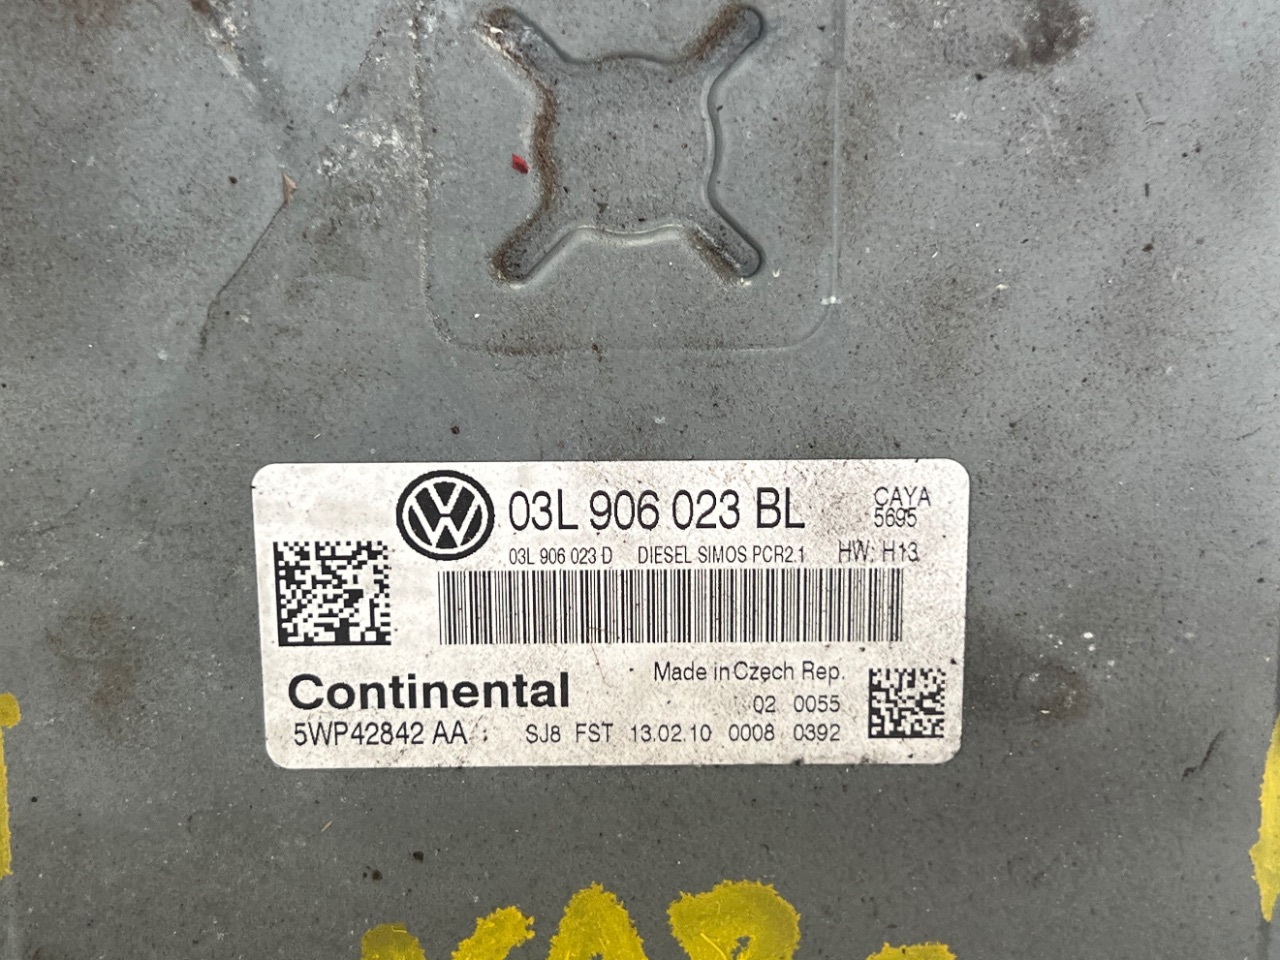 03L 906 023 BL
CAYA
5695
03L 906 023 D DIESEL SIMOS PCR2.1 HW: H13
Continental
Made in Czech Rep.
02 0055
5WP42842 AA
SJ8 FST 13.02.10 0008 0392